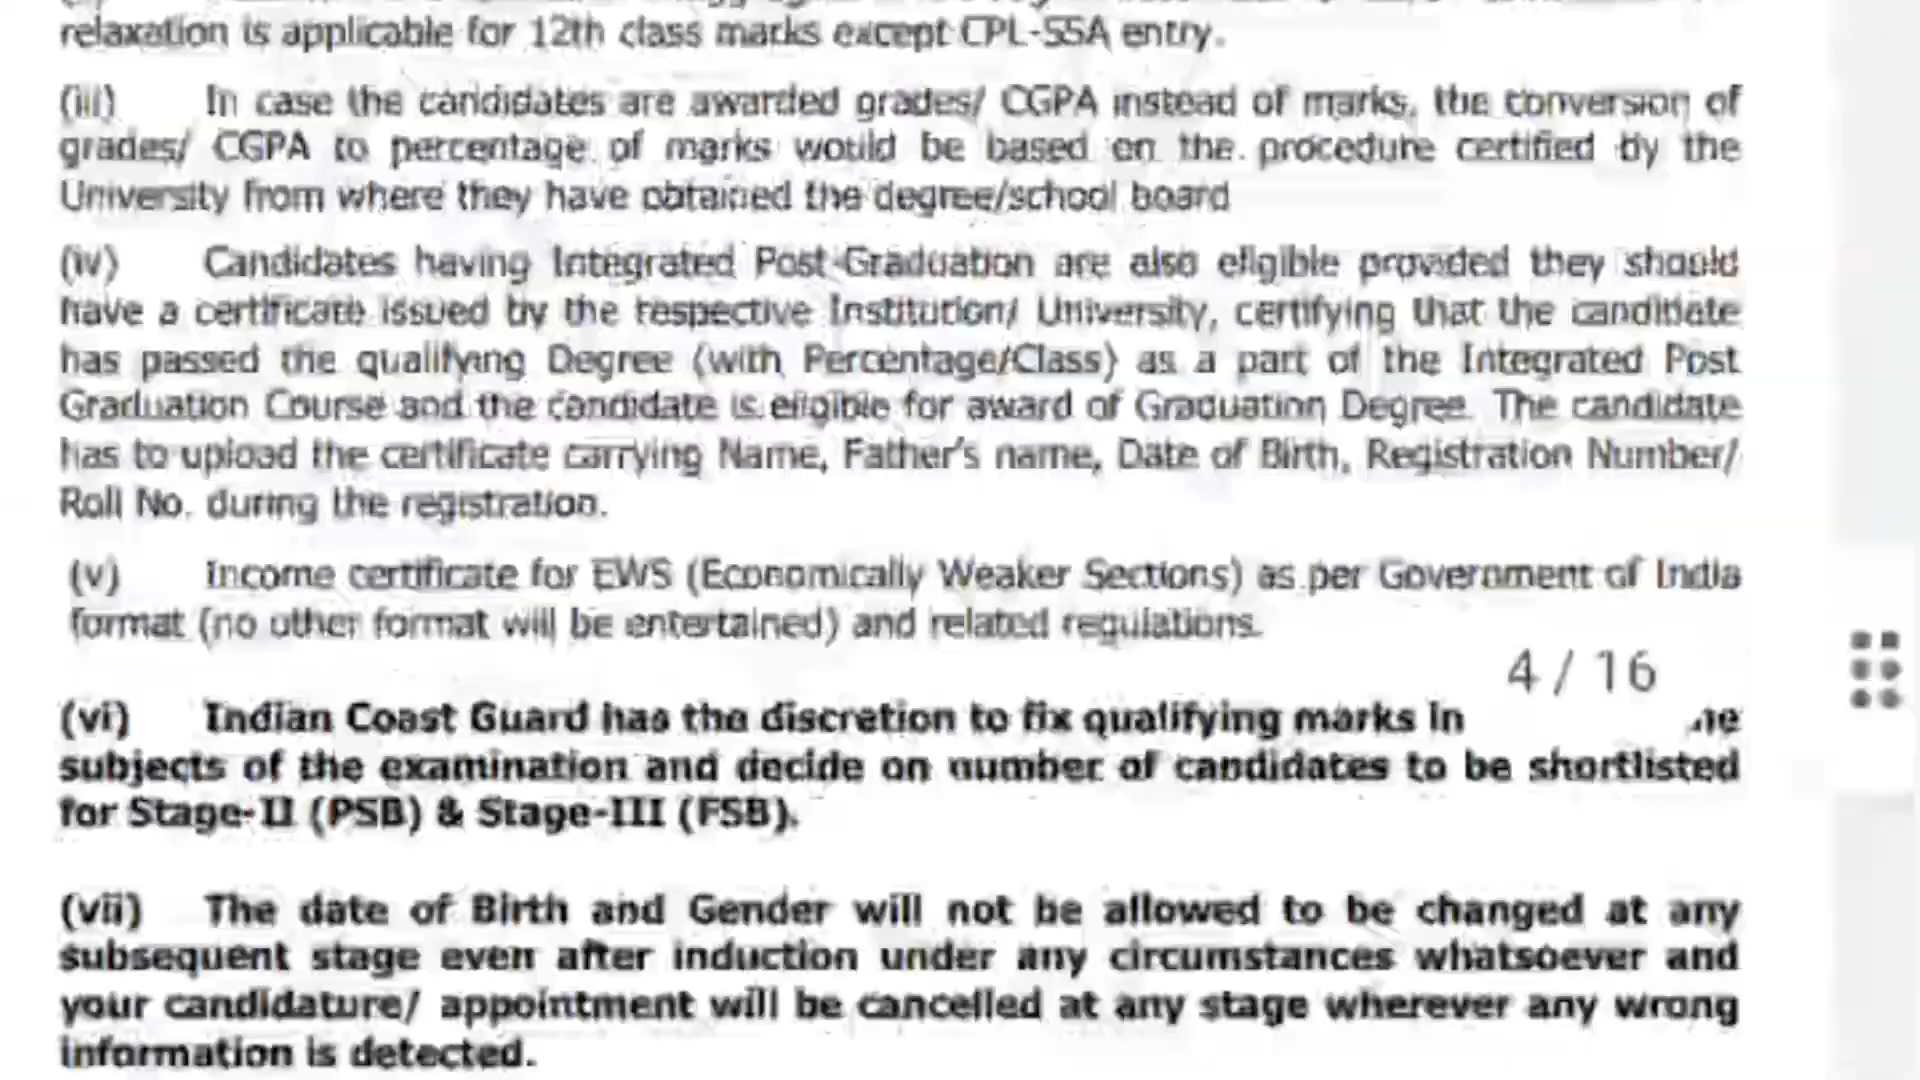 relaxation is applicable for 12th class marks except CPL-SSA entry.
(iii) In case the candidates are awarded grades/ CGPA instead of marks, the conversion of
grades/ CGPA to percentage of marks would be based on the procedure certified by the
University from where they have obtained the degree/school board
(iv) Candidates having Integrated Post Graduation are also eligible provided they should
have a certificate issued by the respective Institution/ University, certifying that the candidate
has passed the qualifying Degree (with Percentage/Class) as a part of the Integrated Post
Graduation Course and the candidate is eligible for award of Graduation Degree. The candidate
has to upload the certificate carrying Name, Father's name, Date of Birth, Registration Number/
Roll No. during the registration.
(v) Income certificate for EWS (Economically Weaker Sections) as per Government of India
format (no other format will be entertained) and related regulations.
4 / 16
(vi) Indian Coast Guard has the discretion to fix qualifying marks in
subjects of the examination and decide on number of candidates to be shortlisted
for Stage-II (PSB) & Stage-III (FSB).
(vii) The date of Birth and Gender will not be allowed to be changed at any
subsequent stage even after induction under any circumstances whatsoever and
your candidature/ appointment will be cancelled at any stage wherever any wrong
information is detected.